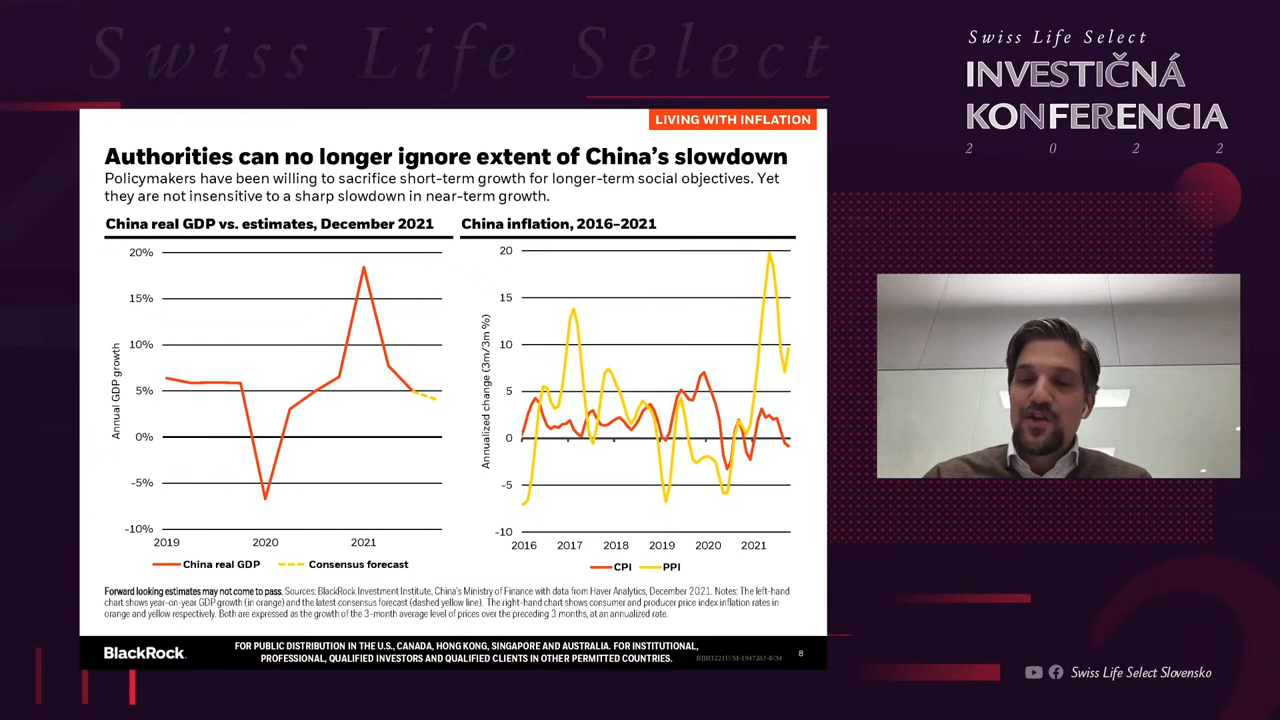 Swiss Life Select
Swiss Life Select
INVESTIČNÁ
KONFERENCIA
2 0 2 2
LIVING WITH INFLATION
Authorities can no longer ignore extent of China's slowdown
Policymakers have been willing to sacrifice short-term growth for longer-term social objectives. Yet
they are not insensitive to a sharp slowdown in near-term growth.
China real GDP vs. estimates, December 2021
Annual GDP growth
20%
15%
10%
5%
0%
-5%
-10%
2019 2020 2021
China real GDP Consensus forecast
China inflation, 2016–2021
Annualized change (3m/3m %)
20
15
10
5
0
-5
-10
2016 2017 2018 2019 2020 2021
CPI PPI
Forward looking estimates may not come to pass. Sources: BlackRock Investment Institute, China's Ministry of Finance with data from Haver Analytics, December 2021. Notes: The left-hand
chart shows year-on-year GDP growth (in orange) and the latest consensus forecast (dashed yellow line). The right-hand chart shows consumer and producer price index inflation rates in
orange and yellow respectively. Both are expressed as the growth of the 3-month average level of prices over the preceding 3 months, at an annualized rate.
BlackRock.
FOR PUBLIC DISTRIBUTION IN THE U.S., CANADA, HONG KONG, SINGAPORE AND AUSTRALIA. FOR INSTITUTIONAL,
PROFESSIONAL, QUALIFIED INVESTORS AND QUALIFIED CLIENTS IN OTHER PERMITTED COUNTRIES.
8
Swiss Life Select Slovensko